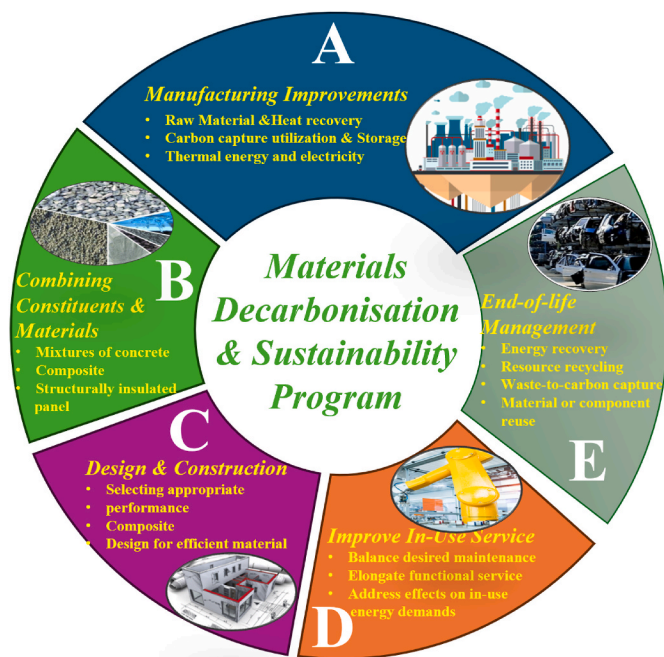 A
Manufacturing Improvements
• Raw Material &Heat recovery
• Carbon capture utilization & Storage
• Thermal energy and electricity
B
Combining
Constituents &
Materials
• Mixtures of concrete
• Composite
• Structurally insulated
panel
Materials
Decarbonisation
& Sustainability
Program
End-of-life
Management
• Energy recovery
• Resource recycling
• Waste-to-carbon capture
• Material or component
reuse
E
C
Design & Construction
• Selecting appropriate
• performance
• Composite
• Design for efficient material
Improve In-Use Service
• Balance desired maintenance
• Elongate functional service
• Address effects on in-use
energy demands
D